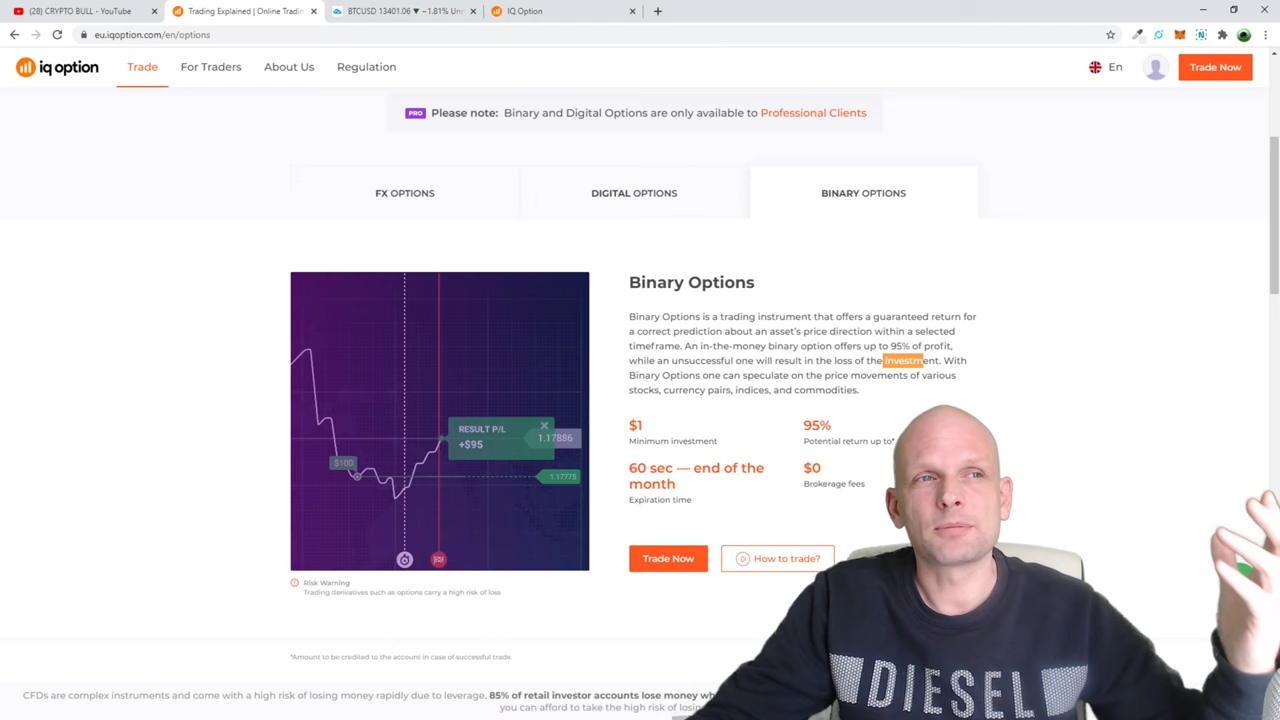 (28) CRYPTO BULL - YouTube
Trading Explained | Online Tradin
BTCUSD 13401.06 ▼ −1.81% Un
IQ Option
eu.iqoption.com/en/options
iq option
Trade
For Traders
About Us
Regulation
En
Trade Now
PRO Please note: Binary and Digital Options are only available to Professional Clients
FX OPTIONS
DIGITAL OPTIONS
BINARY OPTIONS
Binary Options
Binary Options is a trading instrument that offers a guaranteed return for
a correct prediction about an asset's price direction within a selected
timeframe. An in-the-money binary option offers up to 95% of profit,
while an unsuccessful one will result in the loss of the investment. With
Binary Options one can speculate on the price movements of various
stocks, currency pairs, indices, and commodities.
$1
Minimum investment
95%
Potential return up to*
60 sec — end of the
month
Expiration time
$0
Brokerage fees
Trade Now
How to trade?
RESULT P/L
+$95
1.17886
$100
1.17775
Risk Warning
Trading derivatives such as options carry a high risk of loss
*Amount to be credited to the account in case of successful trade.
CFDs are complex instruments and come with a high risk of losing money rapidly due to leverage. 85% of retail investor accounts lose money
you can afford to take the high risk of losi
DIESEL